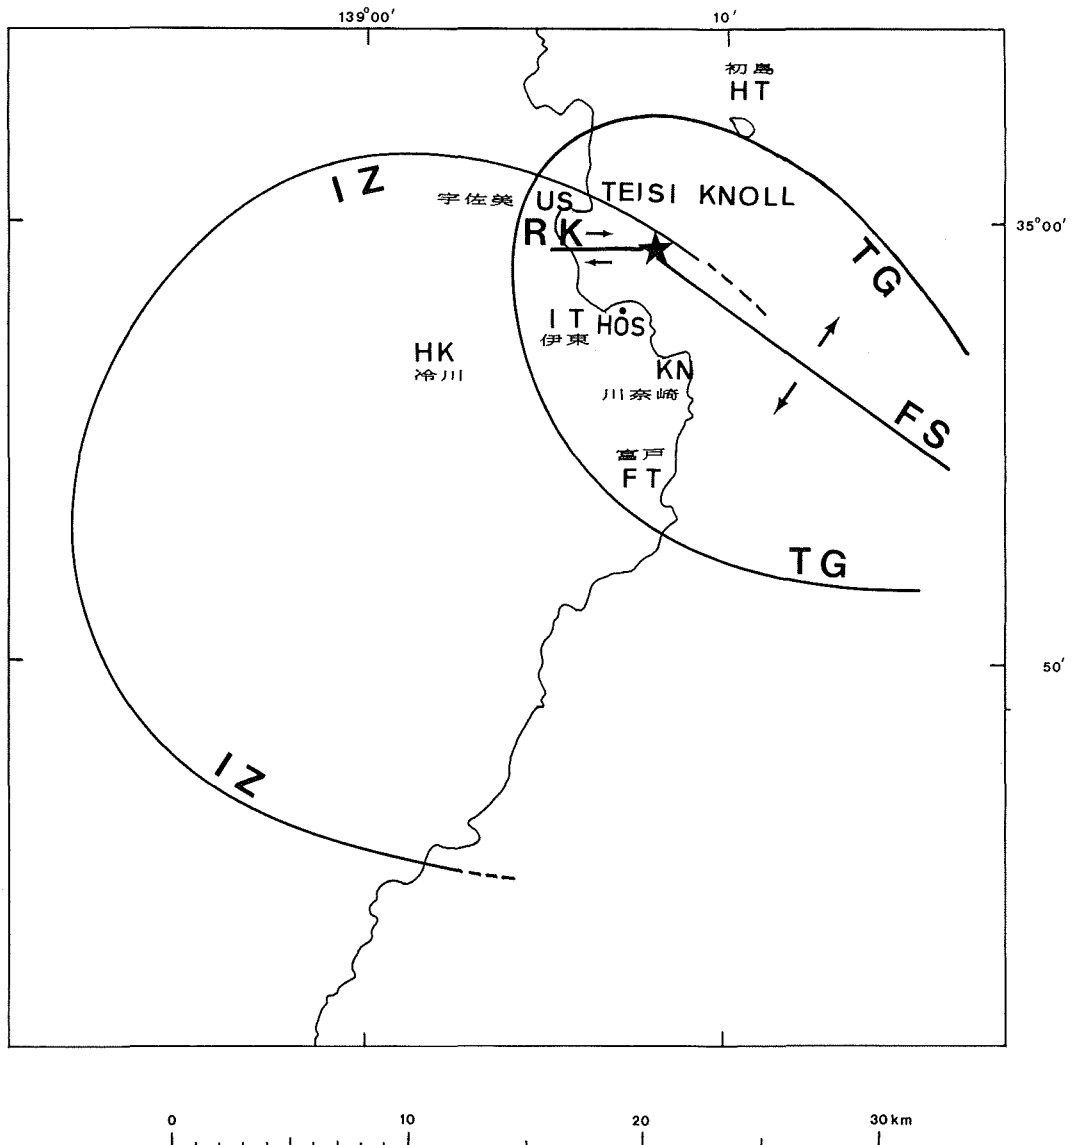 139°00′
10′
初島
HT
IZ
宇佐美
US
TEISI KNOLL
35°00′
RK
TG
IT
HOS
伊東
HK
冷川
KN
川奈崎
FS
富戸
FT
TG
50′
IZ
0
10
20
30 km